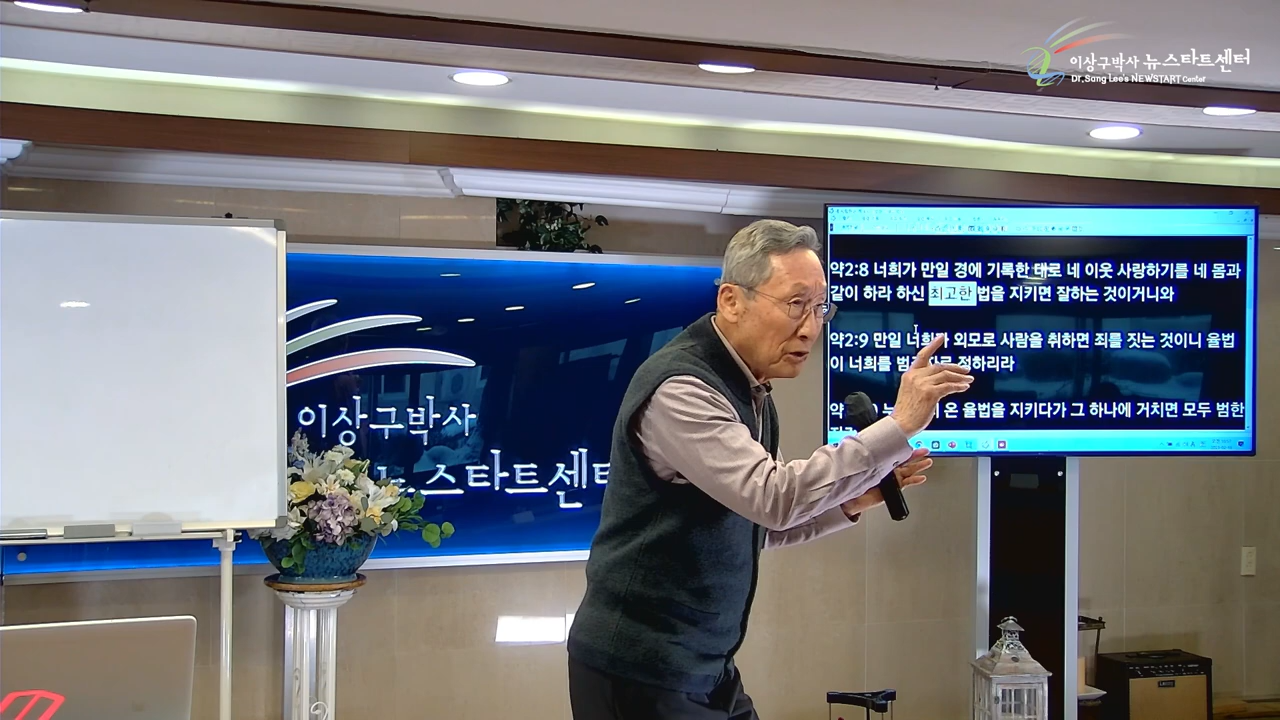 이상구박사 뉴스타트센터
Dr.Sang Lee's NEWSTART Center
약2:8 너희가 만일 경에 기록한 대로 네 이웃 사랑하기를 네 몸과
같이 하라 하신 최고한 법을 지키면 잘하는 것이거니와
약2:9 만일 너희가 외모로 사람을 취하면 죄를 짓는 것이니 율법
이 너희를 정하리라
온 율법을 지키다가 그 하나에 거치면 모두 범한
이상구박사
스타트센터